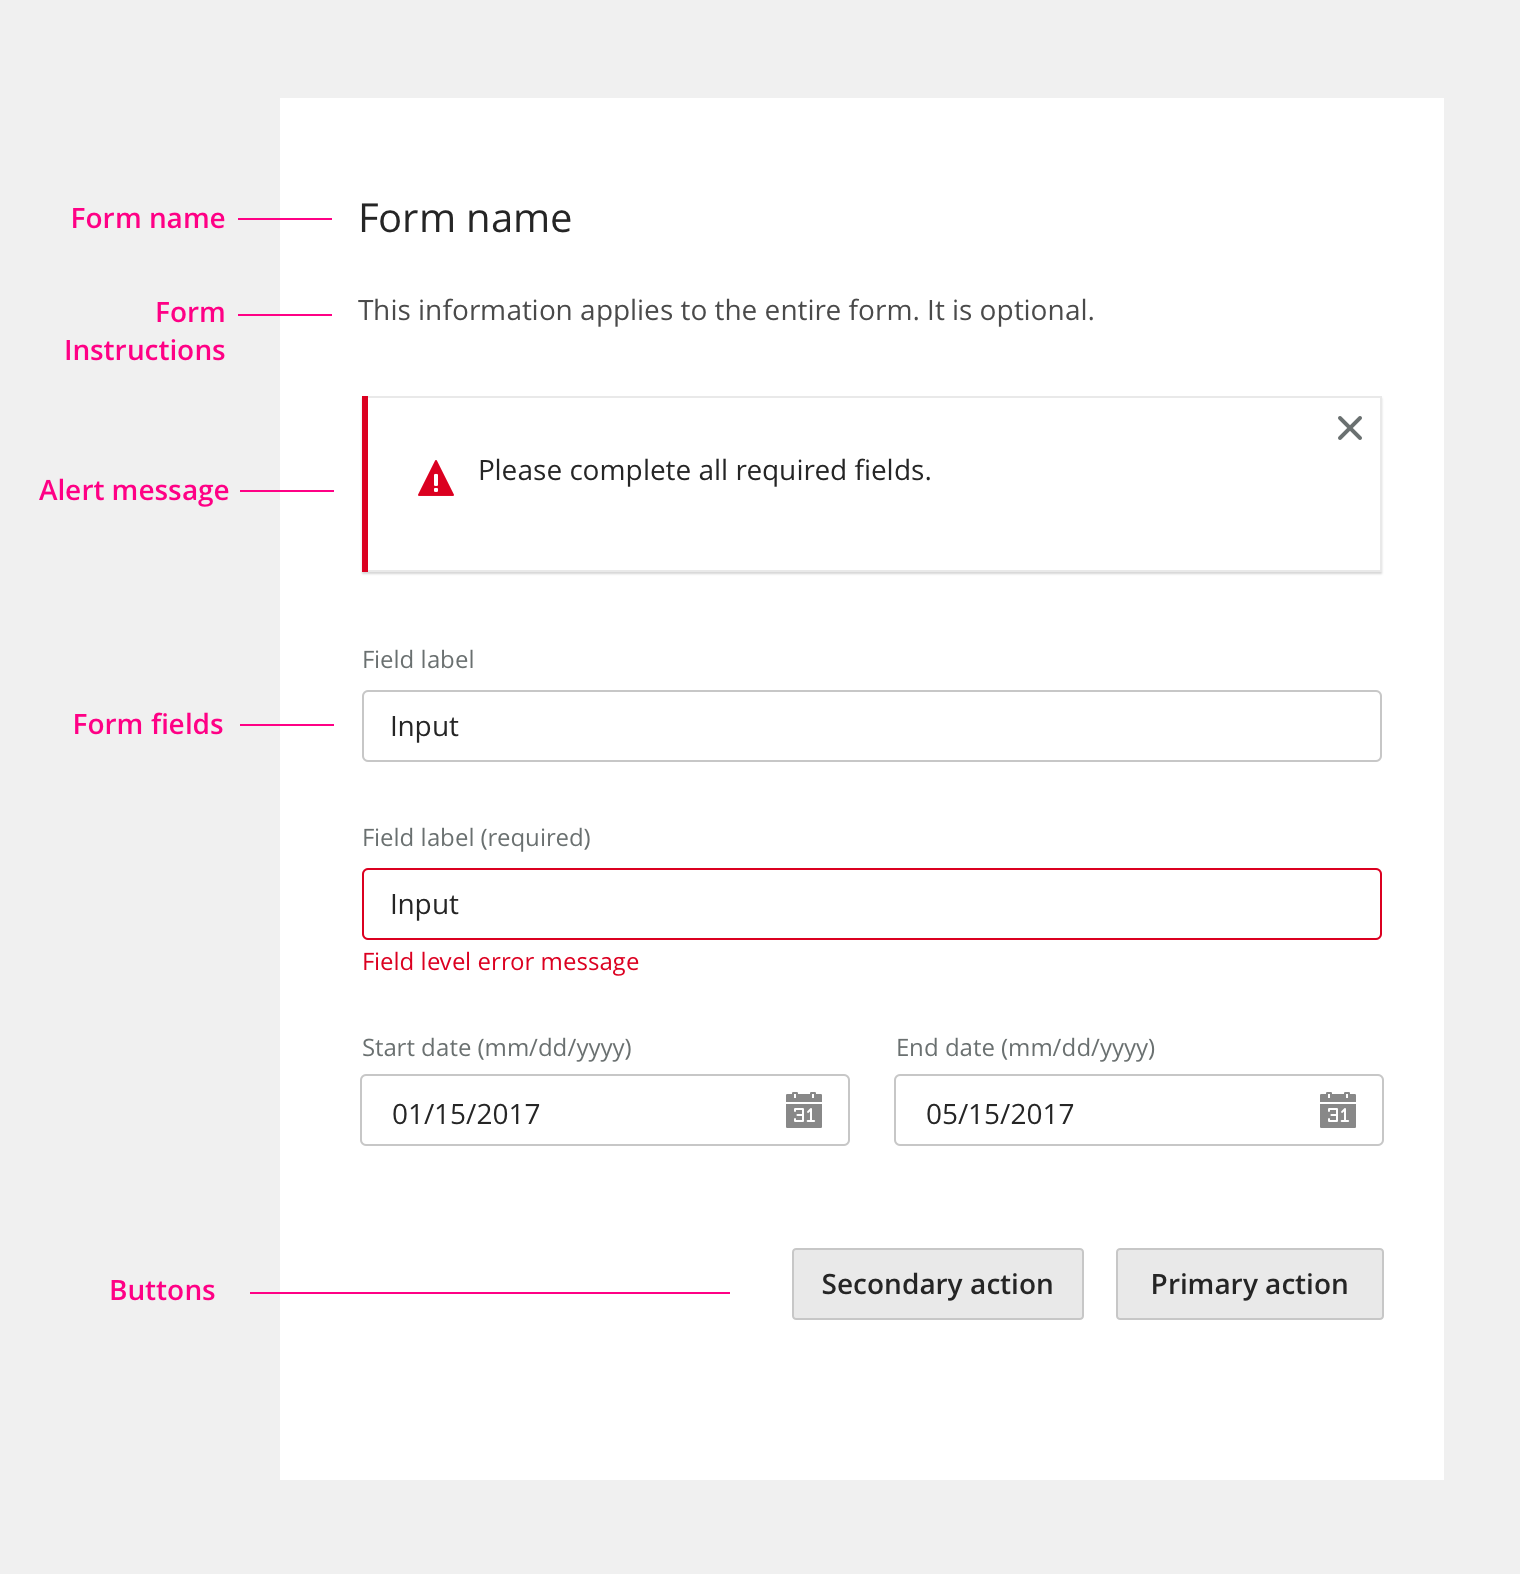 Form name
Form name
Form
Instructions
This information applies to the entire form. It is optional.
Alert message
Please complete all required fields.
Field label
Form fields
Input
Field label (required)
Input
Field level error message
Start date (mm/dd/yyyy)
End date (mm/dd/yyyy)
01/15/2017
31
05/15/2017
31
Buttons
Secondary action
Primary action